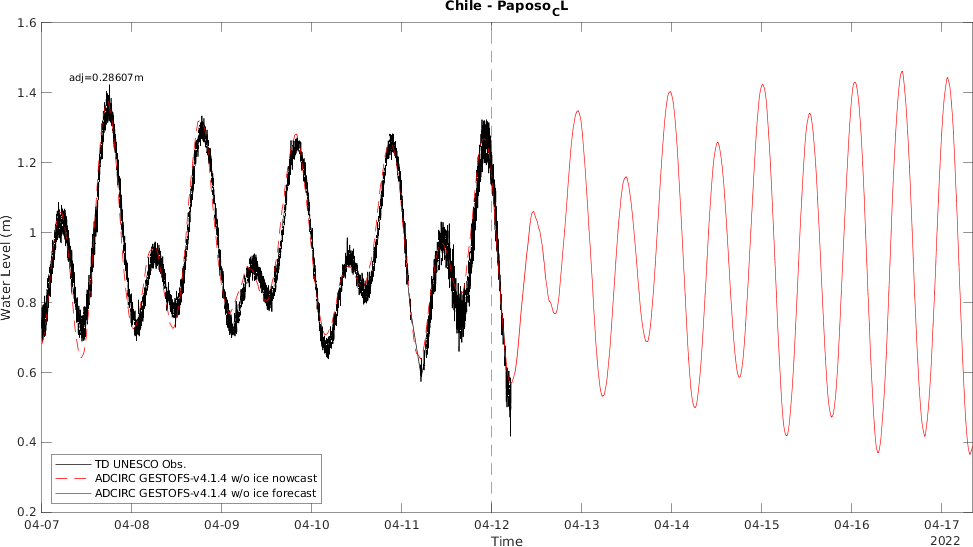 Chile - Paposo_CL
1.6
1.4
1.2
1
0.8
0.6
0.4
0.2
Water Level (m)
adj=0.28607m
TD UNESCO Obs.
ADCIRC GESTOFS-v4.1.4 w/o ice nowcast
ADCIRC GESTOFS-v4.1.4 w/o ice forecast
04-07 04-08 04-09 04-10 04-11 04-12 04-13 04-14 04-15 04-16 04-17
Time 2022